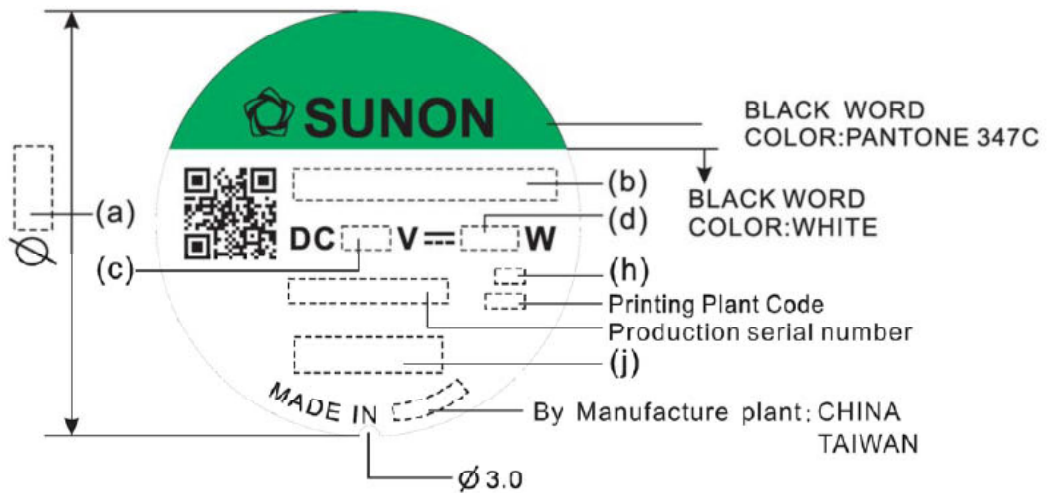 SUNON
BLACK WORD
COLOR:PANTONE 347C
(b)
BLACK WORD
COLOR:WHITE
(a)
(d)
DC V W
(c)
(h)
Printing Plant Code
Production serial number
(j)
MADE IN
By Manufacture plant: CHINA
TAIWAN
Ø
Ø 3.0